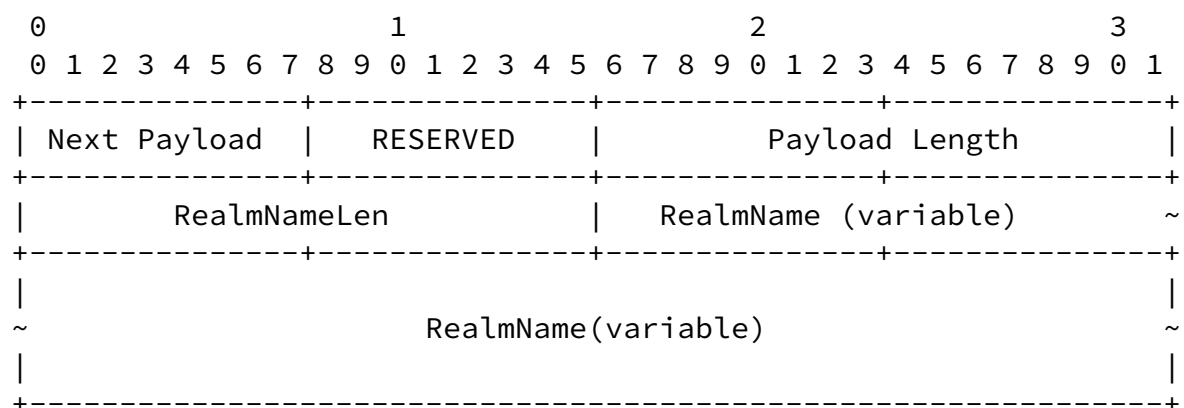 0                   1                   2                   3
 0 1 2 3 4 5 6 7 8 9 0 1 2 3 4 5 6 7 8 9 0 1 2 3 4 5 6 7 8 9 0 1
+---------------+---------------+---------------+---------------+
| Next Payload  |   RESERVED    |         Payload Length        |
+---------------+---------------+---------------+---------------+
|        RealmNameLen           |   RealmName (variable)        ~
+---------------+---------------+---------------+---------------+
|                                                               |
~                      RealmName(variable)                      ~
|                                                               |
+---------------------------------------------------------------+